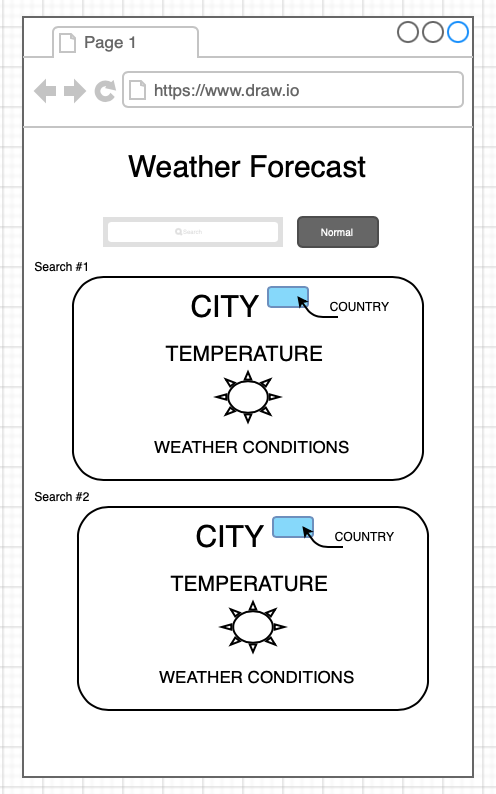 Page 1
https://www.draw.io
Weather Forecast
Search
Normal
Search #1
CITY
COUNTRY
TEMPERATURE
WEATHER CONDITIONS
Search #2
CITY
COUNTRY
TEMPERATURE
WEATHER CONDITIONS